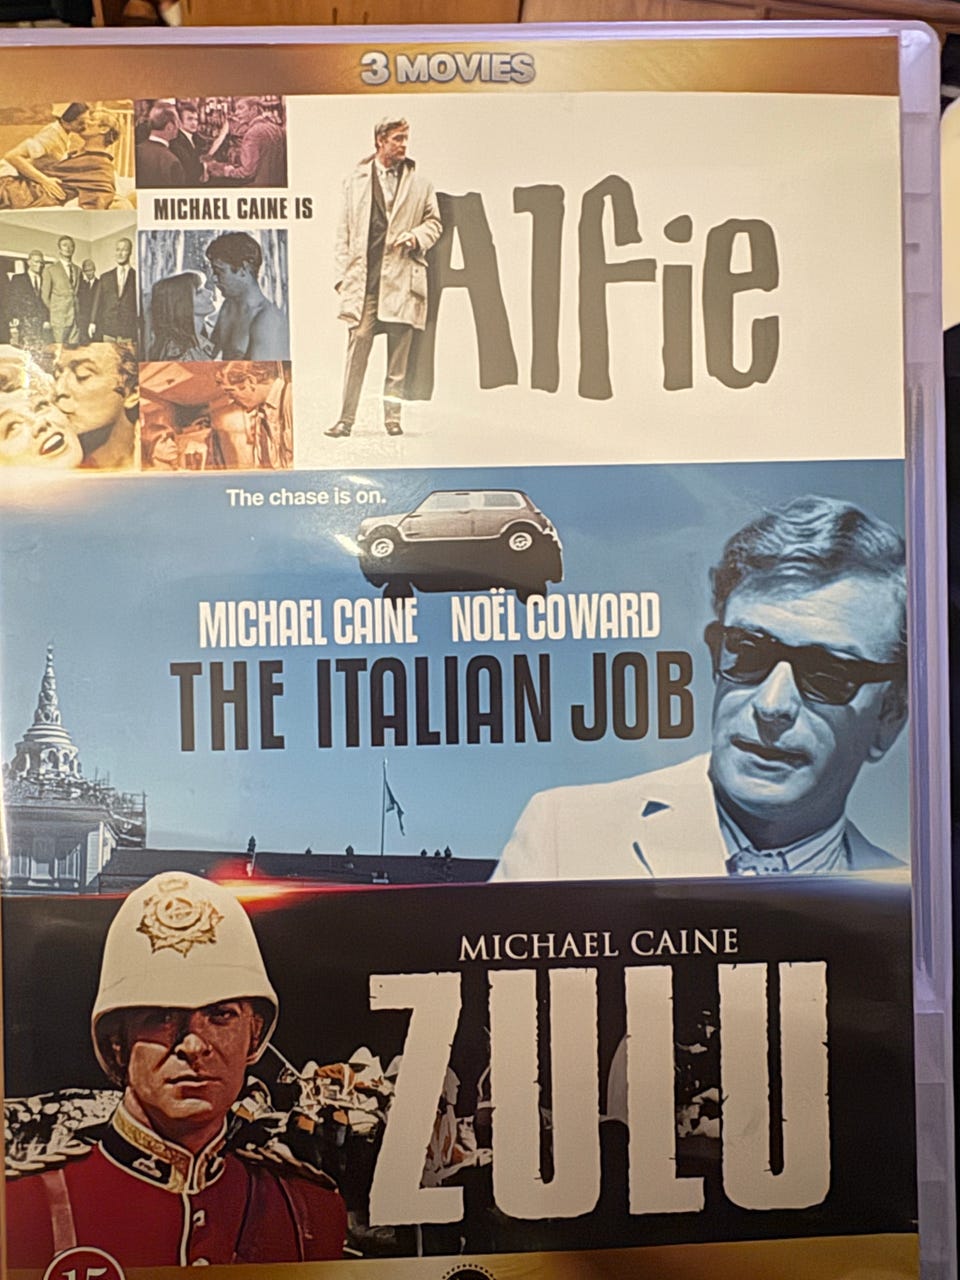 3 MOVIES
MICHAEL CAINE IS
Alfie
The chase is on.
MICHAEL CAINE NOËL COWARD
THE ITALIAN JOB
MICHAEL CAINE
ZULU
15